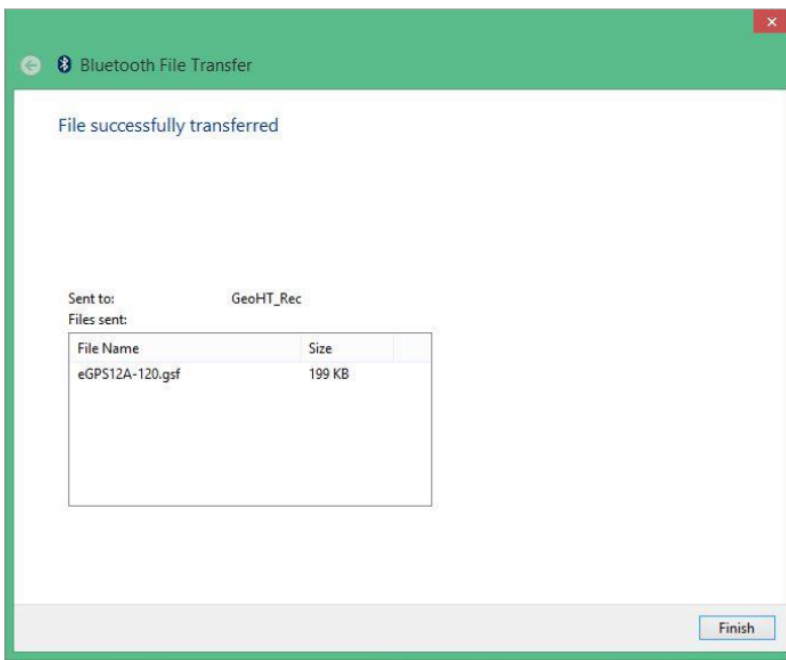 Bluetooth File Transfer
File successfully transferred
Sent to: GeoHT_Rec
Files sent:
File Name Size
eGPS12A-120.gsf 199 KB
Finish